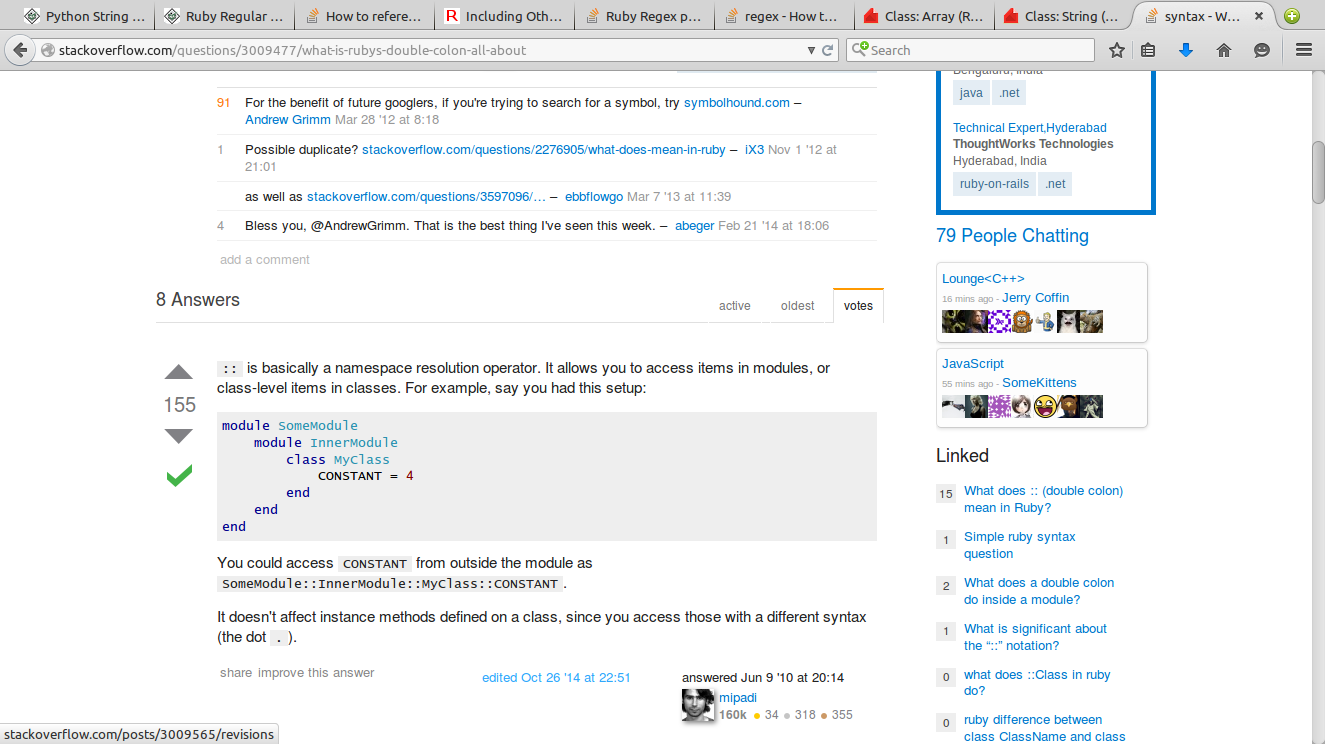 Python String ...
Ruby Regular ...
How to refere...
Including Oth...
Ruby Regex p...
regex - How t...
Class: Array (R...
Class: String (...
syntax - W...
stackoverflow.com/questions/3009477/what-is-rubys-double-colon-all-about
Search
91 For the benefit of future googlers, if you're trying to search for a symbol, try symbolhound.com –
Andrew Grimm Mar 28 '12 at 8:18
1 Possible duplicate? stackoverflow.com/questions/2276905/what-does-mean-in-ruby – iX3 Nov 1 '12 at
21:01
as well as stackoverflow.com/questions/3597096/… – ebbflowgo Mar 7 '13 at 11:39
4 Bless you, @AndrewGrimm. That is the best thing I've seen this week. – abeger Feb 21 '14 at 18:06
add a comment
8 Answers
active oldest votes
155
:: is basically a namespace resolution operator. It allows you to access items in modules, or
class-level items in classes. For example, say you had this setup:
module SomeModule
    module InnerModule
        class MyClass
            CONSTANT = 4
        end
    end
end
You could access CONSTANT from outside the module as
SomeModule::InnerModule::MyClass::CONSTANT .
It doesn't affect instance methods defined on a class, since you access those with a different syntax
(the dot . ).
share improve this answer
edited Oct 26 '14 at 22:51
answered Jun 9 '10 at 20:14
mipadi
160k 34 318 355
Bengaluru, India
java .net
Technical Expert,Hyderabad
ThoughtWorks Technologies
Hyderabad, India
ruby-on-rails .net
79 People Chatting
Lounge<C++>
16 mins ago - Jerry Coffin
JavaScript
55 mins ago - SomeKittens
Linked
15 What does :: (double colon)
mean in Ruby?
1 Simple ruby syntax
question
2 What does a double colon
do inside a module?
1 What is significant about
the “::” notation?
0 what does ::Class in ruby
do?
0 ruby difference between
class ClassName and class
stackoverflow.com/posts/3009565/revisions